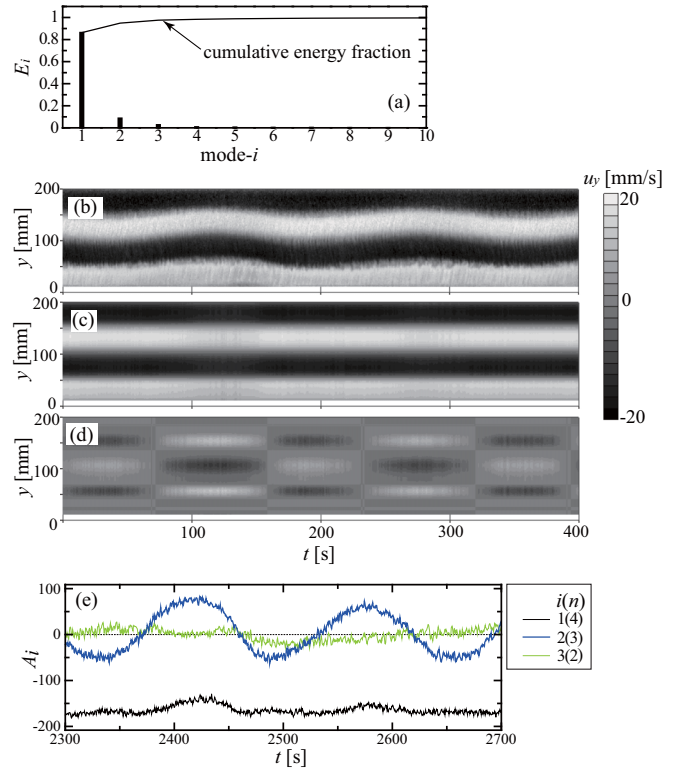 1
0.8
0.6
0.4
0.2
0
E_i
cumulative energy fraction
(a)
1 2 3 4 5 6 7 8 9 10
mode-i
u_y [mm/s]
20
0
-20
(b)
200
100
0
y [mm]
(c)
200
100
0
y [mm]
(d)
200
100
0
y [mm]
100 200 300 400
t [s]
(e)
100
50
0
-100
-200
A_i
2300 2400 2500 2600 2700
t [s]
i(n)
1(4)
2(3)
3(2)